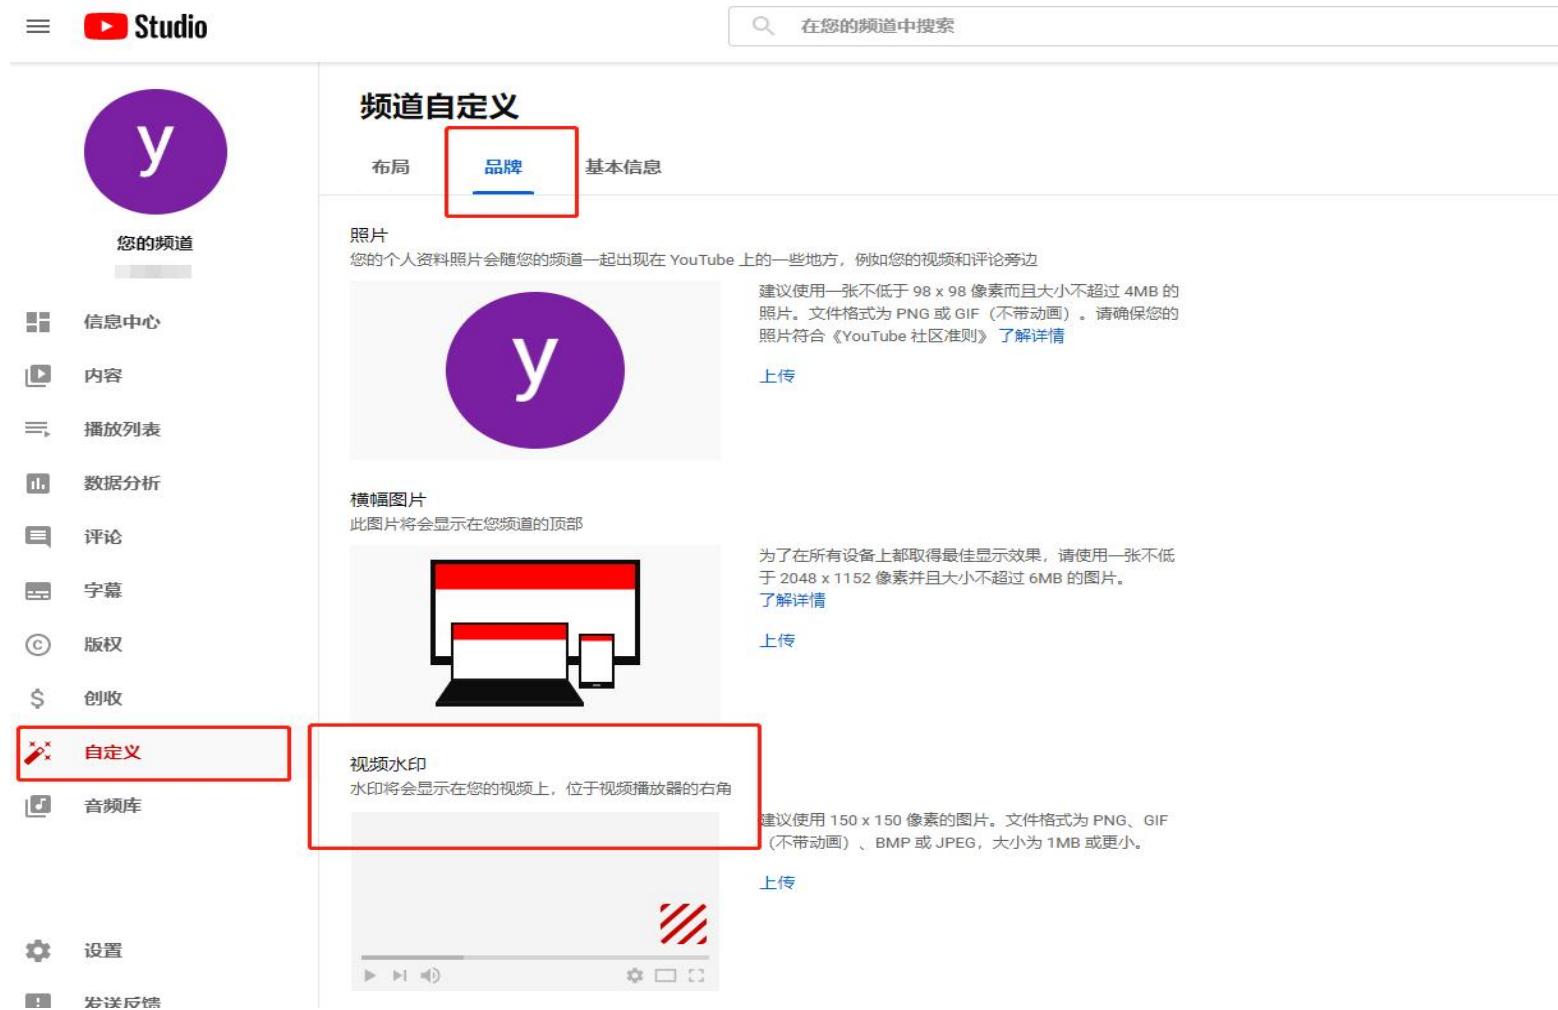 Studio
在您的频道中搜索
y
您的频道
信息中心
内容
播放列表
数据分析
评论
字幕
版权
创收
自定义
音频库
设置
发送反馈
频道自定义
布局
品牌
基本信息
照片
您的个人资料照片会随您的频道一起出现在 YouTube 上的一些地方，例如您的视频和评论旁边
y
建议使用一张不低于 98 x 98 像素而且大小不超过 4MB 的
照片。文件格式为 PNG 或 GIF（不带动画）。请确保您的
照片符合《YouTube 社区准则》 了解详情
上传
横幅图片
此图片将会显示在您频道的顶部
为了在所有设备上都取得最佳显示效果，请使用一张不低
于 2048 x 1152 像素并且大小不超过 6MB 的图片。
了解详情
上传
视频水印
水印将会显示在您的视频上，位于视频播放器的右角
建议使用 150 x 150 像素的图片。文件格式为 PNG、GIF
（不带动画）、BMP 或 JPEG，大小为 1MB 或更小。
上传